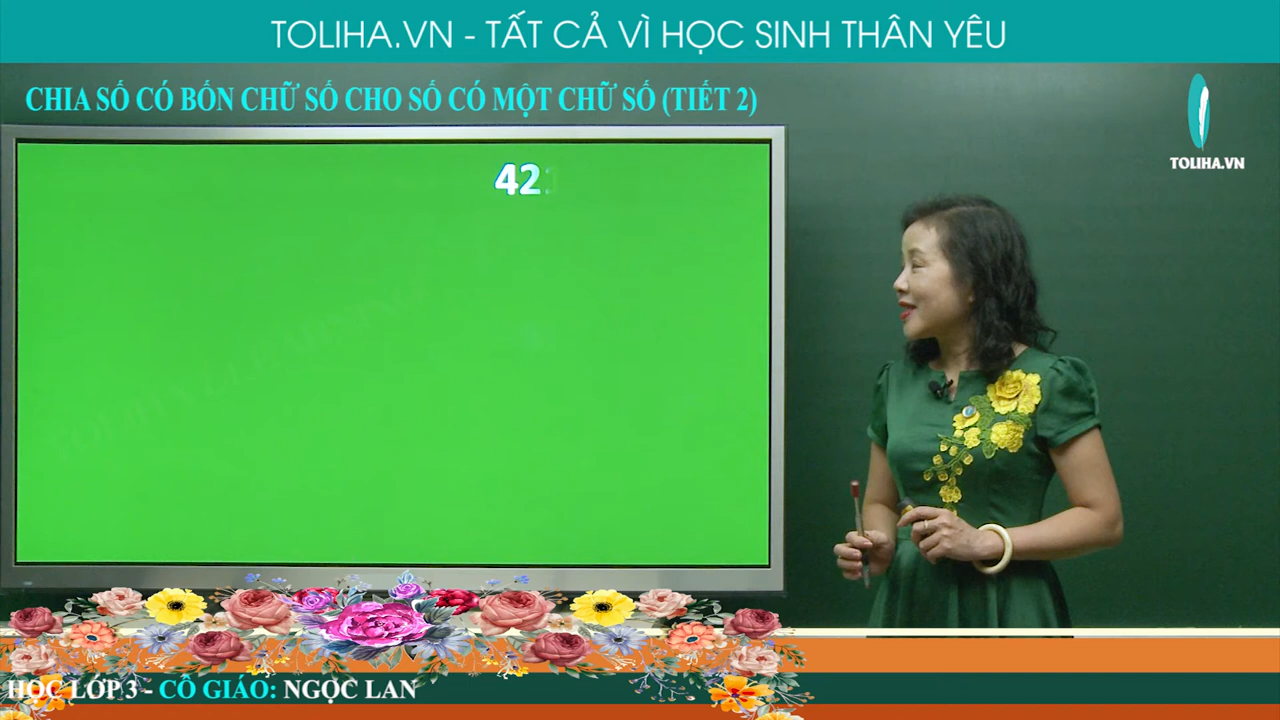 TOLIHA.VN - TẤT CẢ VÌ HỌC SINH THÂN YÊU
CHIA SỐ CÓ BỐN CHỮ SỐ CHO SỐ CÓ MỘT CHỮ SỐ (TIẾT 2)
TOLIHA.VN
42
HỌC LỚP 3 - CÔ GIÁO: NGỌC LAN